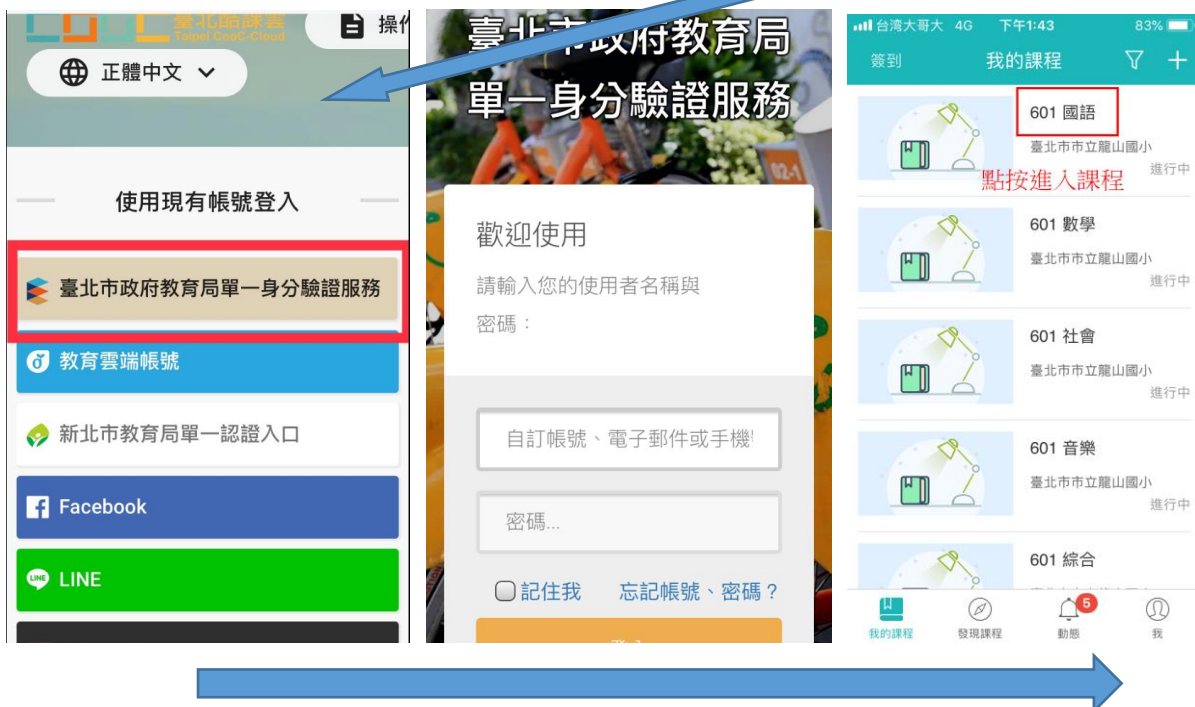 臺北酷課雲
Taipei CooC-Cloud
操作
正體中文
使用現有帳號登入
臺北市政府教育局單一身分驗證服務
教育雲端帳號
新北市教育局單一認證入口
Facebook
LINE
臺北市政府教育局
單一身分驗證服務
02-1
歡迎使用
請輸入您的使用者名稱與
密碼：
自訂帳號、電子郵件或手機
密碼...
記住我 忘記帳號、密碼？
台湾大哥大 4G 下午1:43 83%
簽到 我的課程
601 國語
臺北市市立龍山國小
進行中
點按進入課程
601 數學
臺北市市立龍山國小
進行中
601 社會
臺北市市立龍山國小
進行中
601 音樂
臺北市市立龍山國小
進行中
601 綜合
5
我的課程 發現課程 動態 我